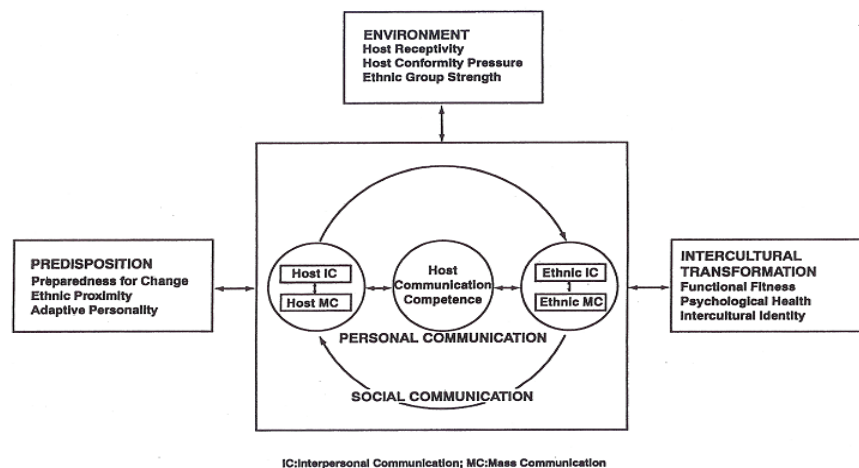 ENVIRONMENT
Host Receptivity
Host Conformity Pressure
Ethnic Group Strength
PREDISPOSITION
Preparedness for Change
Ethnic Proximity
Adaptive Personality
Host IC
Host MC
Host
Communication
Competence
Ethnic IC
Ethnic MC
PERSONAL COMMUNICATION
SOCIAL COMMUNICATION
INTERCULTURAL
TRANSFORMATION
Functional Fitness
Psychological Health
Intercultural Identity
IC:Interpersonal Communication; MC:Mass Communication